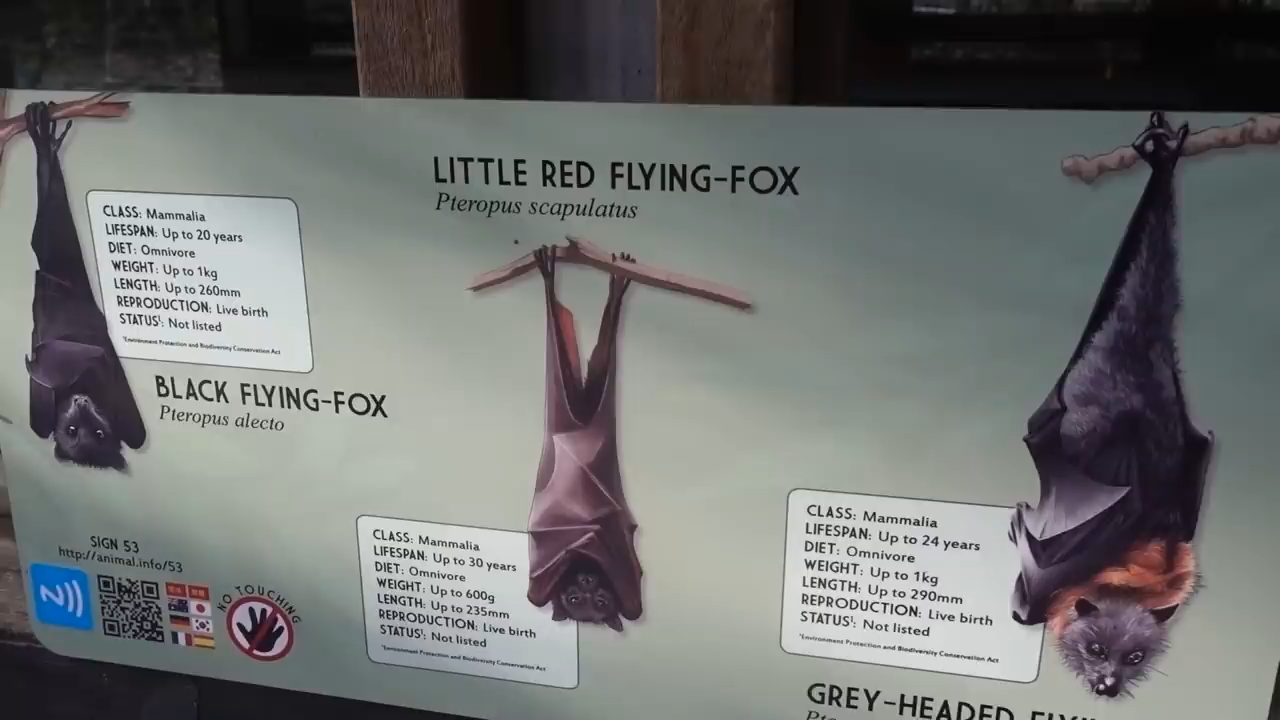 CLASS: Mammalia
LIFESPAN: Up to 20 years
DIET: Omnivore
WEIGHT: Up to 1kg
LENGTH: Up to 260mm
REPRODUCTION: Live birth
STATUS¹: Not listed
¹Environment Protection and Biodiversity Conservation Act
BLACK FLYING-FOX
Pteropus alecto
LITTLE RED FLYING-FOX
Pteropus scapulatus
CLASS: Mammalia
LIFESPAN: Up to 30 years
DIET: Omnivore
WEIGHT: Up to 600g
LENGTH: Up to 235mm
REPRODUCTION: Live birth
STATUS¹: Not listed
¹Environment Protection and Biodiversity Conservation Act
CLASS: Mammalia
LIFESPAN: Up to 24 years
DIET: Omnivore
WEIGHT: Up to 1kg
LENGTH: Up to 290mm
REPRODUCTION: Live birth
STATUS¹: Not listed
¹Environment Protection and Biodiversity Conservation Act
GREY-HEADED
SIGN 53
http://animal.info/53
NO TOUCHING